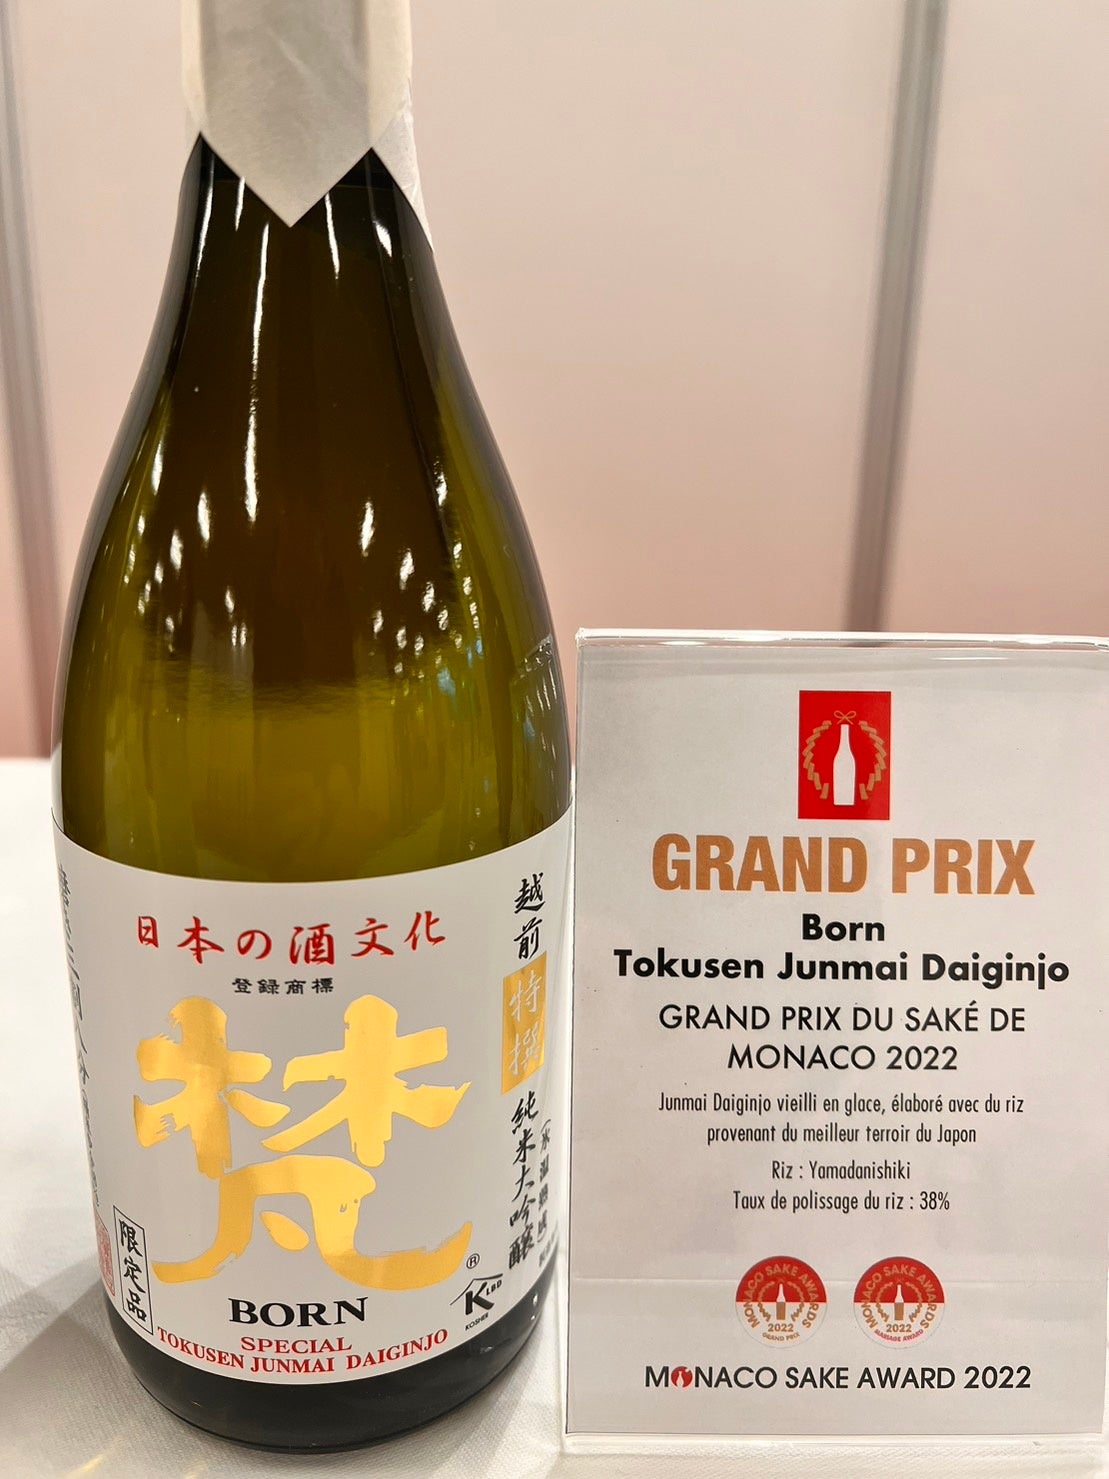 日本の酒文化
登録商標
梵
®
BORN
SPECIAL
TOKUSEN JUNMAI DAIGINJO
越前
特撰
純米大吟醸
限定品
K LBD
KOSHER
GRAND PRIX
Born
Tokusen Junmai Daiginjo
GRAND PRIX DU SAKÉ DE
MONACO 2022
Junmai Daiginjo vieilli en glace, élaboré avec du riz
provenant du meilleur terroir du Japon
Riz : Yamadanishiki
Taux de polissage du riz : 38%
MONACO SAKE AWARDS
2022
GRAND PRIX
MONACO SAKE AWARDS
2022
MONACO SAKE AWARD 2022